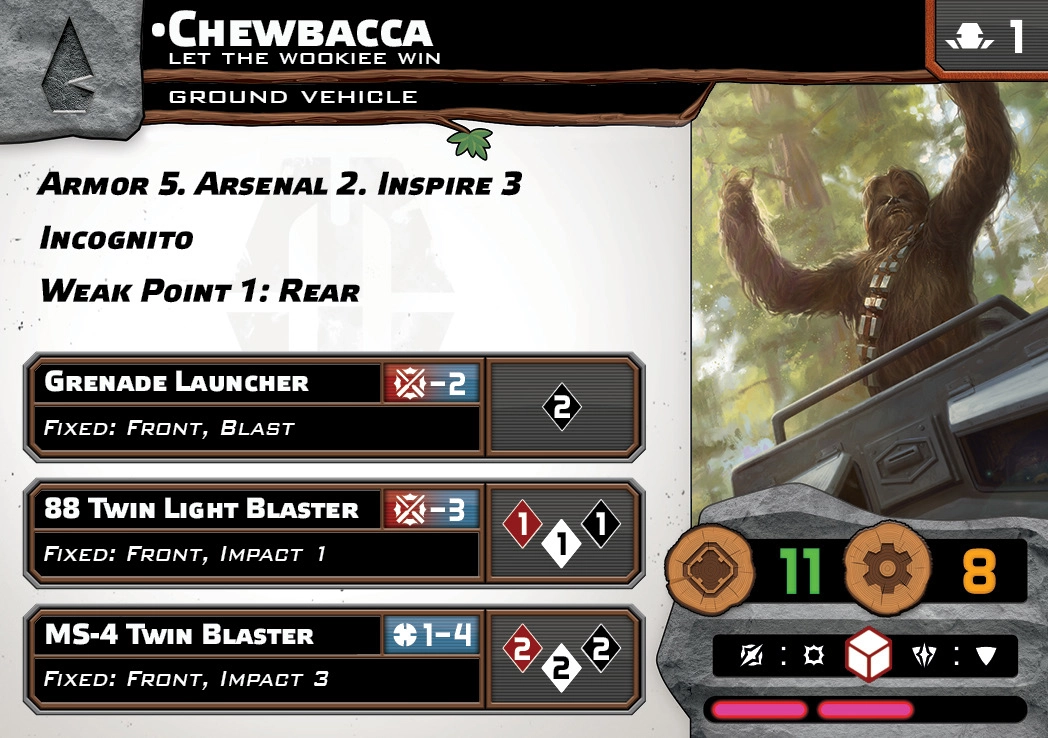 •Chewbacca
Let the Wookiee Win
1
Ground Vehicle
Armor 5. Arsenal 2. Inspire 3
Incognito
Weak Point 1: Rear
Grenade Launcher
-2
2
Fixed: Front, Blast
88 Twin Light Blaster
-3
1 1 1
Fixed: Front, Impact 1
MS-4 Twin Blaster
1-4
2 2 2
Fixed: Front, Impact 3
11
8
: :